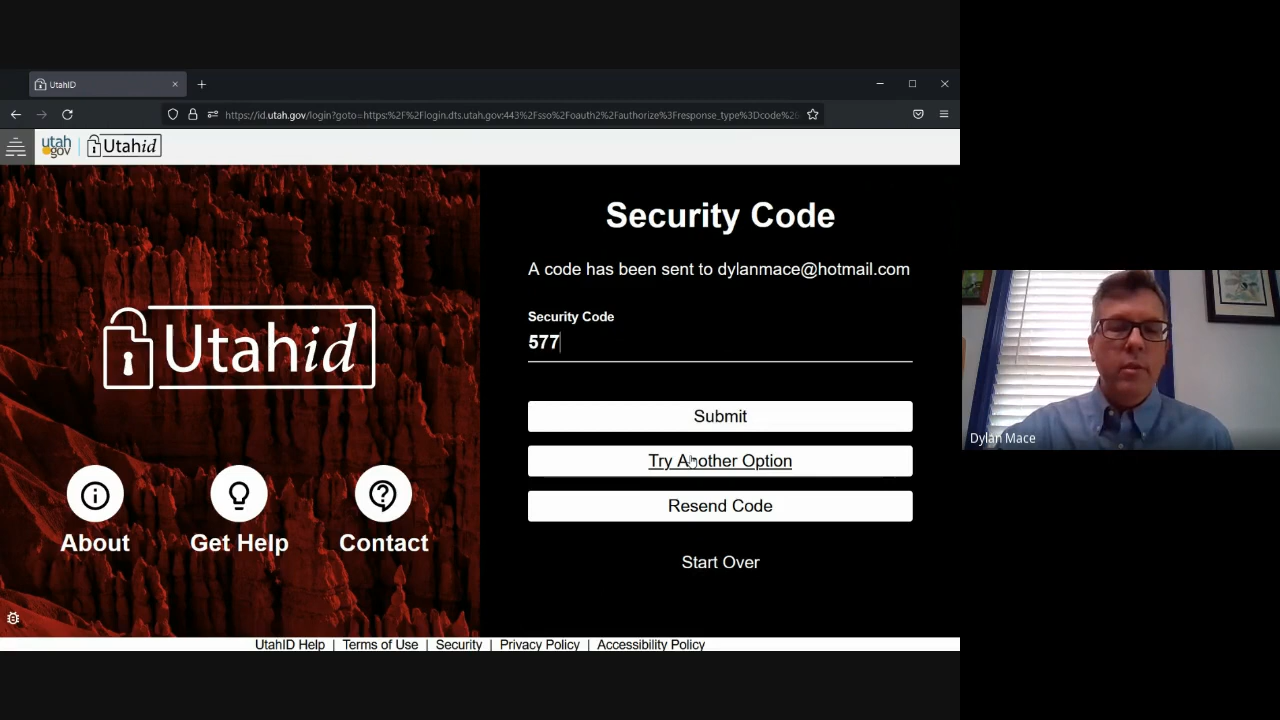 UtahID
https://id.utah.gov/login?goto=https:%2F%2Flogin.dts.utah.gov:443%2Fsso%2Foauth2%2Fauthorize%3Fresponse_type%3Dcode%2
utah
gov
Utahid
Security Code
A code has been sent to dylanmace@hotmail.com
Security Code
577
Utahid
Submit
Try Another Option
Resend Code
About
Get Help
Contact
Start Over
UtahID Help | Terms of Use | Security | Privacy Policy | Accessibility Policy
Dylan Mace